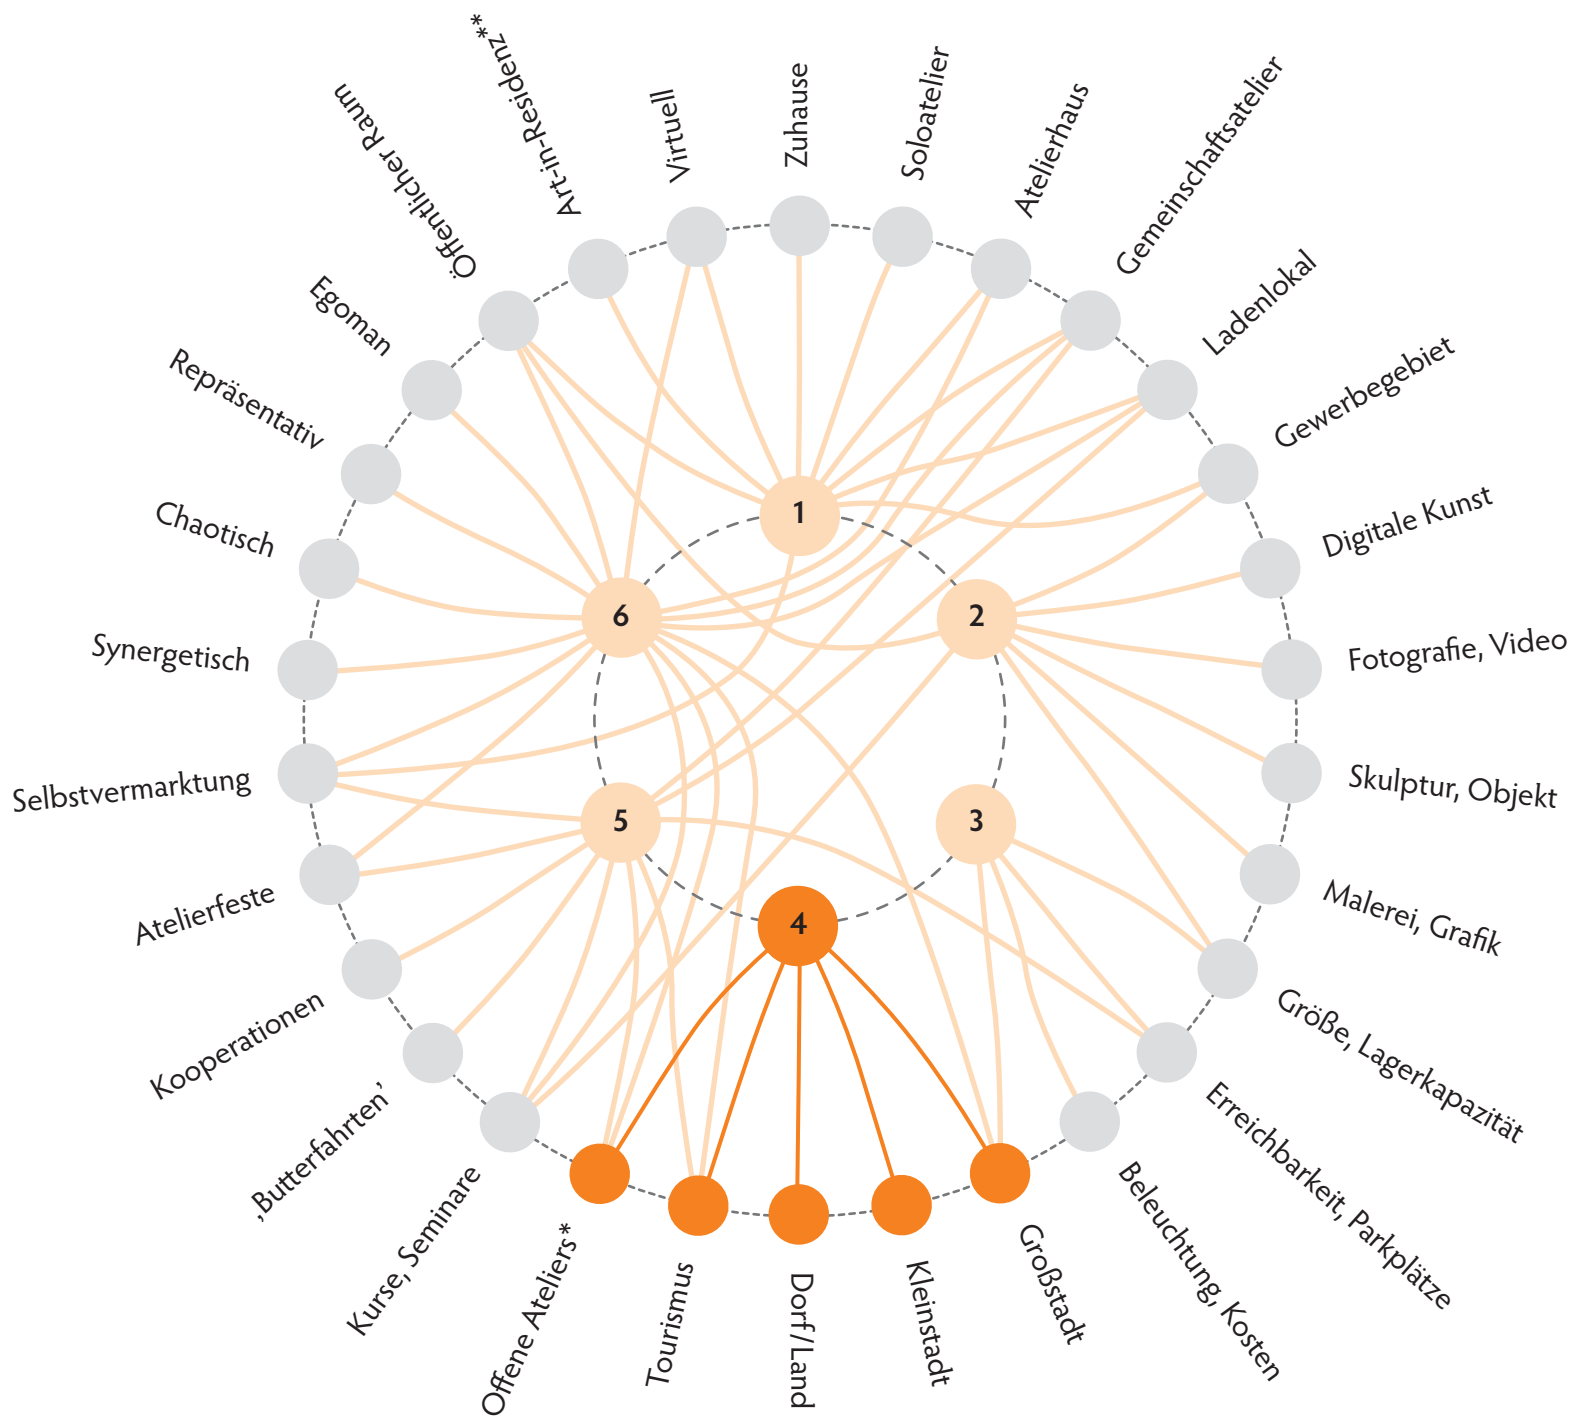 Zuhause
Soloatelier
Atelierhaus
Gemeinschaftsatelier
Ladenlokal
Gewerbegebiet
Digitale Kunst
Fotografie, Video
Skulptur, Objekt
Malerei, Grafik
Größe, Lagerkapazität
Erreichbarkeit, Parkplätze
Beleuchtung, Kosten
Großstadt
Kleinstadt
Dorf/Land
Tourismus
Offene Ateliers*
Kurse, Seminare
‚Butterfahrten’
Kooperationen
Atelierfeste
Selbstvermarktung
Synergetisch
Chaotisch
Repräsentativ
Egoman
Öffentlicher Raum
Art-in-Residenz**
Virtuell
1
2
3
4
5
6